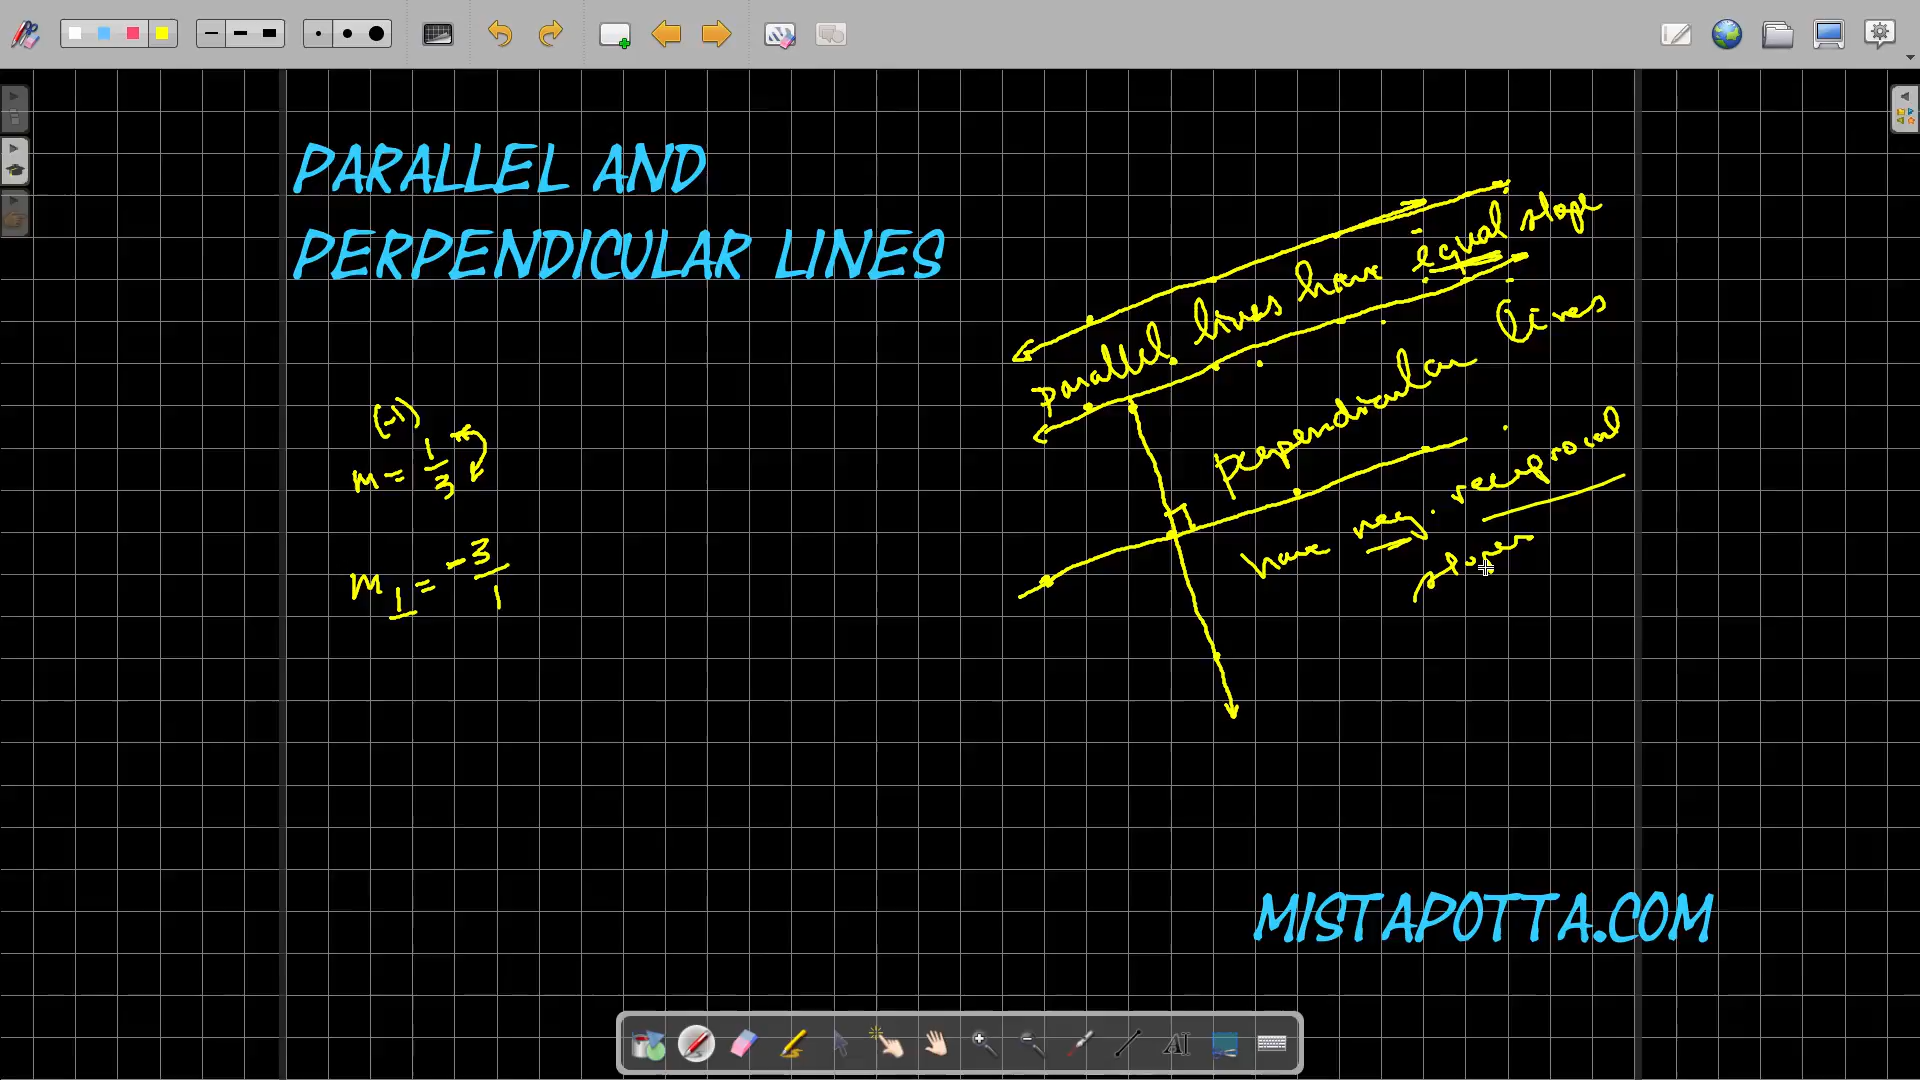 PARALLEL AND
PERPENDICULAR LINES
parallel lines have equal slope
perpendicular lines
have neg. reciprocal
slopes
(-1)
m = 1/3
m⊥ = -3/1
MISTAPOTTA.COM